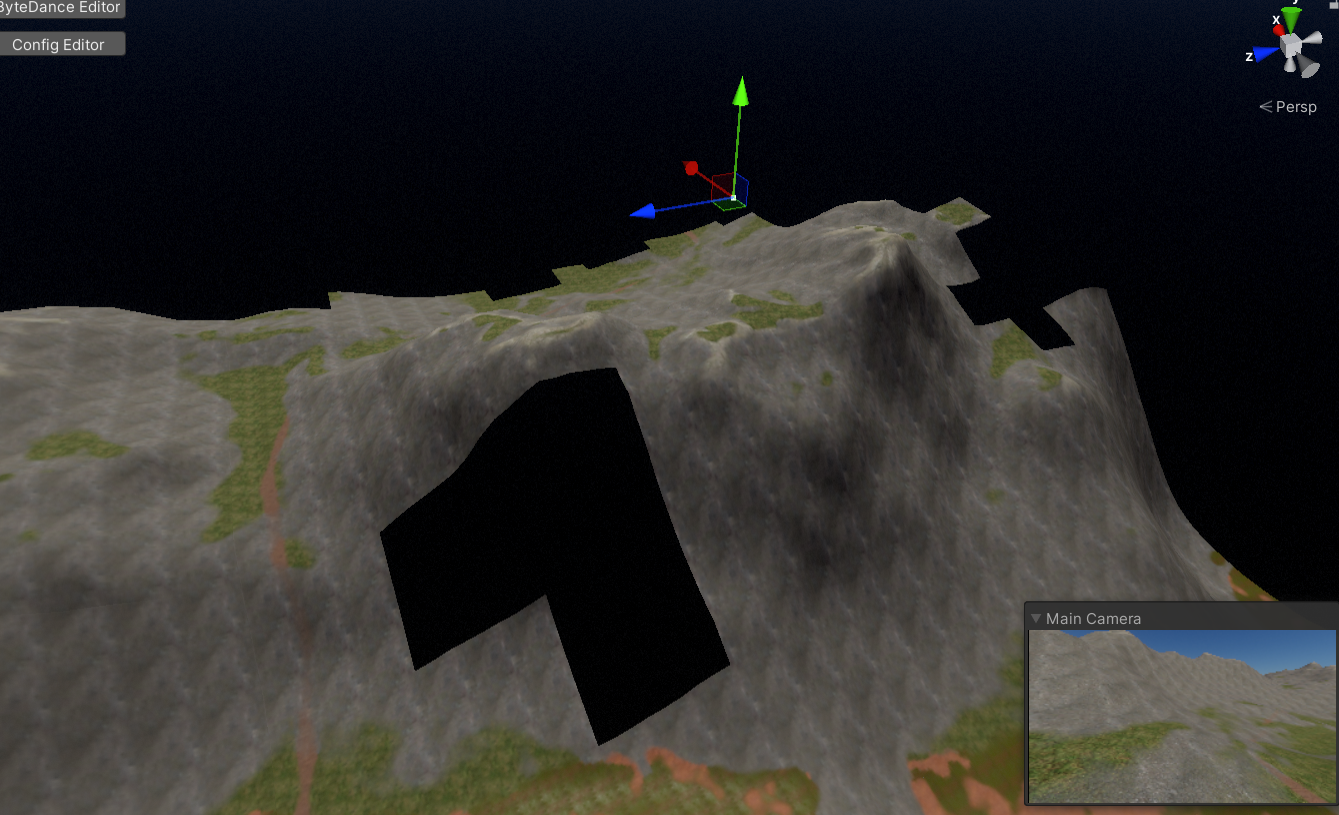 ByteDance Editor
Config Editor
y
x
z
Persp
Main Camera